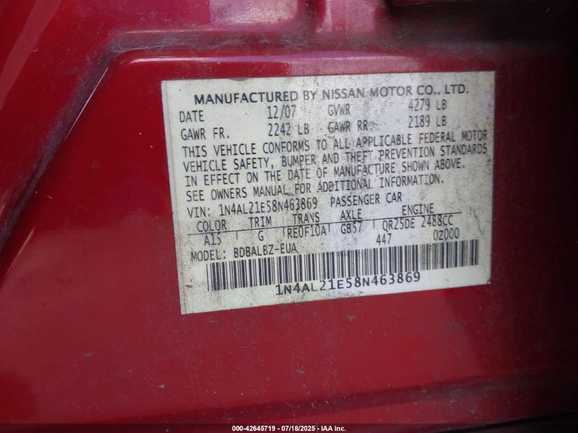 MANUFACTURED BY NISSAN MOTOR CO., LTD.
DATE 12/07 GVWR 4279 LB
GAWR FR. 2242 LB GAWR RR. 2189 LB
THIS VEHICLE CONFORMS TO ALL APPLICABLE FEDERAL MOTOR
VEHICLE SAFETY, BUMPER AND THEFT PREVENTION STANDARDS
IN EFFECT ON THE DATE OF MANUFACTURE SHOWN ABOVE.
SEE OWNERS MANUAL FOR ADDITIONAL INFORMATION.
VIN: 1N4AL21E58N463869 PASSENGER CAR
COLOR TRIM TRANS AXLE ENGINE
A15 G RE0F10A GB57 QR25DE 2488CC
MODEL: BDBALBZ-EUA 447 02000
1N4AL21E58N463869
000-42645719 / 07/18/2025 / IAA Inc.